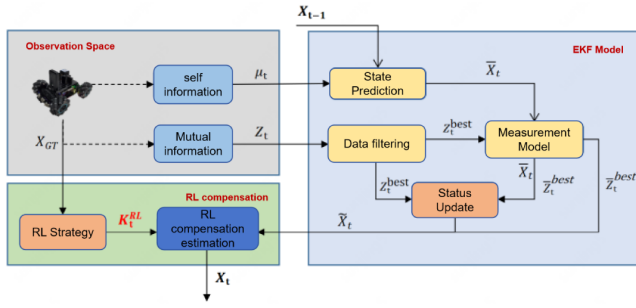 X_{t-1}
Observation Space
EKF Model
self
information
μ_t
State
Prediction
X̅_t
X_{GT}
Mutual
information
Z_t
Data filtering
Z_t^{best}
Measurement
Model
Z_t^{best}
X̅_t
Z̅_t^{best}
Z̅_t^{best}
Status
Update
RL compensation
RL Strategy
K_t^{RL}
RL
compensation
estimation
X̃_t
X_t